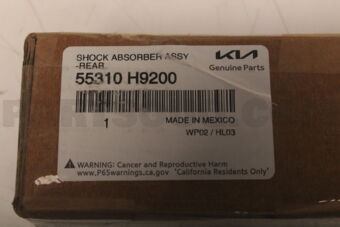 SHOCK ABSORBER ASSY
-REAR
KIA
Genuine Parts
55310 H9200
1
MADE IN MEXICO
WP02 / HL03
WARNING: Cancer and Reproductive Harm
www.P65warnings.ca.gov 'California Residents Only'